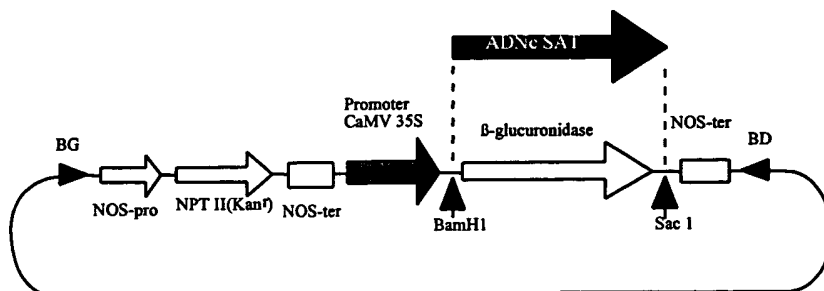 ADNc SAT
Promoter
CaMV 35S
ß-glucuronidase
NOS-ter
BG
BD
NOS-pro
NPT II(Kanʳ)
NOS-ter
BamH1
Sac 1